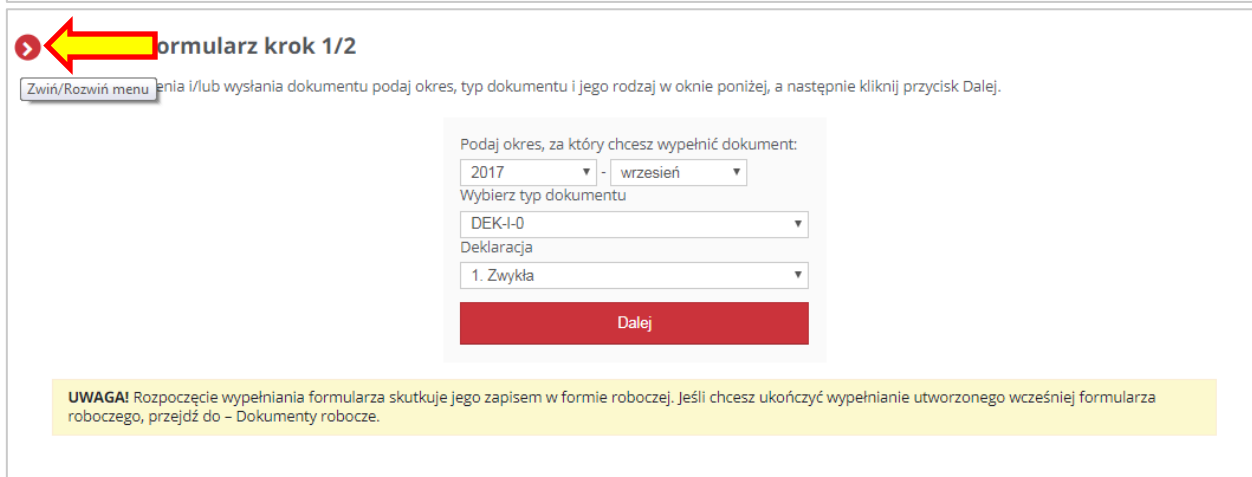 ormularz krok 1/2
Zwiń/Rozwiń menu
enia i/lub wysłania dokumentu podaj okres, typ dokumentu i jego rodzaj w oknie poniżej, a następnie kliknij przycisk Dalej.
Podaj okres, za który chcesz wypełnić dokument:
2017 - wrzesień
Wybierz typ dokumentu
DEK-I-0
Deklaracja
1. Zwykła
Dalej
UWAGA! Rozpoczęcie wypełniania formularza skutkuje jego zapisem w formie roboczej. Jeśli chcesz ukończyć wypełnianie utworzonego wcześniej formularza
roboczego, przejdź do – Dokumenty robocze.